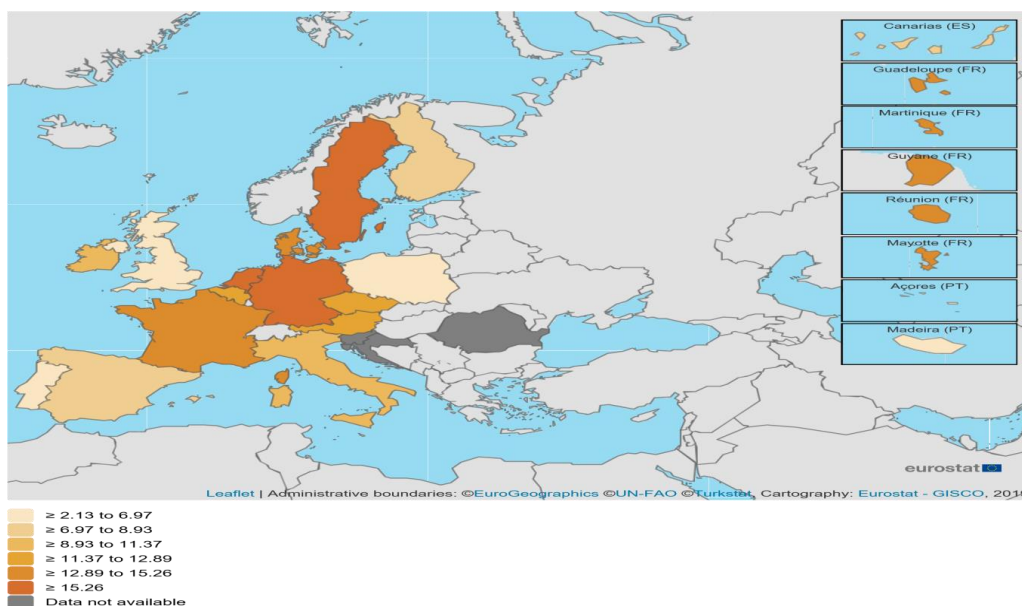 Canarias (ES)
Guadeloupe (FR)
Martinique (FR)
Guyane (FR)
Réunion (FR)
Mayotte (FR)
Açores (PT)
Madeira (PT)
eurostat
Leaflet | Administrative boundaries: ©EuroGeographics ©UN-FAO ©Turkstat, Cartography: Eurostat - GISCO, 2018
≥ 2.13 to 6.97
≥ 6.97 to 8.93
≥ 8.93 to 11.37
≥ 11.37 to 12.89
≥ 12.89 to 15.26
≥ 15.26
Data not available